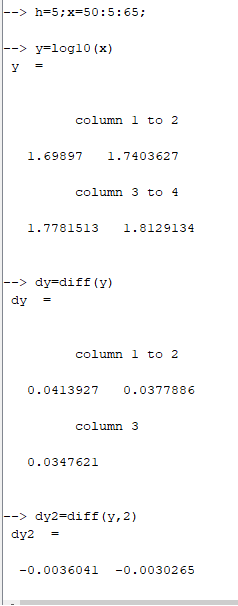 --> h=5;x=50:5:65;
--> y=log10(x)
y  =
column 1 to 2
1.69897   1.7403627
column 3 to 4
1.7781513   1.8129134
--> dy=diff(y)
dy  =
column 1 to 2
0.0413927   0.0377886
column 3
0.0347621
--> dy2=diff(y,2)
dy2  =
-0.0036041  -0.0030265